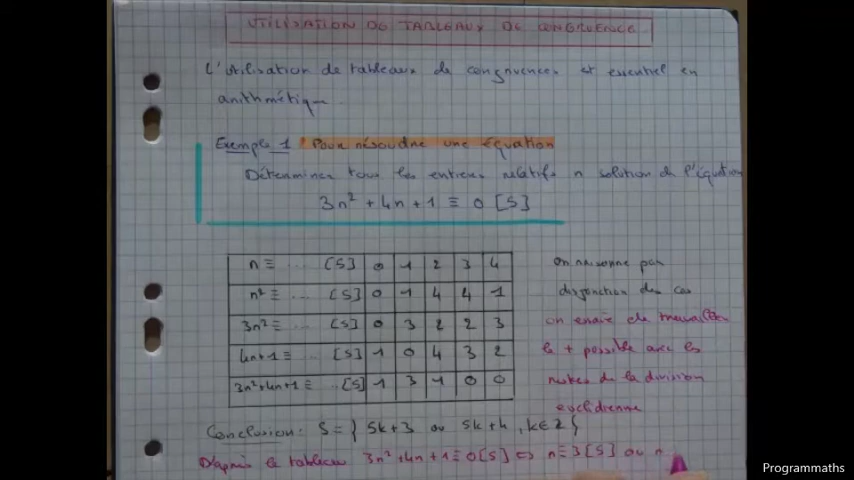 UTILISATION DE TABLEAUX DE CONGRUENCE
L'utilisation de tableaux de congruences est essentiel en
arithmétique.
Exemple 1 : Pour résoudre une équation
Déterminer tous les entiers relatifs n solution de l'équation
3n² + 4n + 1 ≡ 0 [5]
n ≡ ... [5] 0 1 2 3 4
n² ≡ ... [5] 0 1 4 4 1
3n² ≡ ... [5] 0 3 2 2 3
4n+1 ≡ ... [5] 1 0 4 3 2
3n²+4n+1 ≡ ... [5] 1 3 1 0 0
On raisonne par
disjonction des cas
on essaie de travailler
le + possible avec les
restes de la division
euclidienne
Conclusion : S = { 5k+3 ou 5k+4, k∈Z }
D'après le tableau 3n²+4n+1≡0[5] ⇔ n≡3[5] ou n
Programmaths